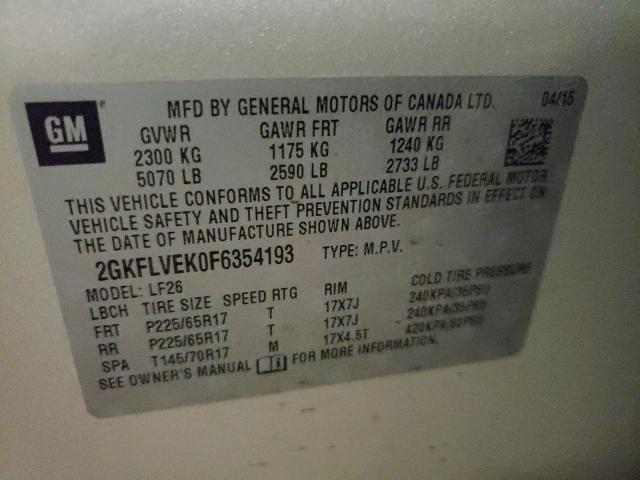 GM
MFD BY GENERAL MOTORS OF CANADA LTD. 04/15
GVWR GAWR FRT GAWR RR
2300 KG 1175 KG 1240 KG
5070 LB 2590 LB 2733 LB
THIS VEHICLE CONFORMS TO ALL APPLICABLE U.S. FEDERAL MOTOR
VEHICLE SAFETY AND THEFT PREVENTION STANDARDS IN EFFECT ON
THE DATE OF MANUFACTURE SHOWN ABOVE.
2GKFLVEK0F6354193 TYPE: M.P.V.
MODEL: LF26
LBCH TIRE SIZE SPEED RTG RIM COLD TIRE PRESSURE
FRT P225/65R17 T 17X7J 240KPA(35PSI)
RR P225/65R17 T 17X7J 240KPA(35PSI)
SPA T145/70R17 M 17X4.5T 420KPA(60PSI)
SEE OWNER'S MANUAL FOR MORE INFORMATION.